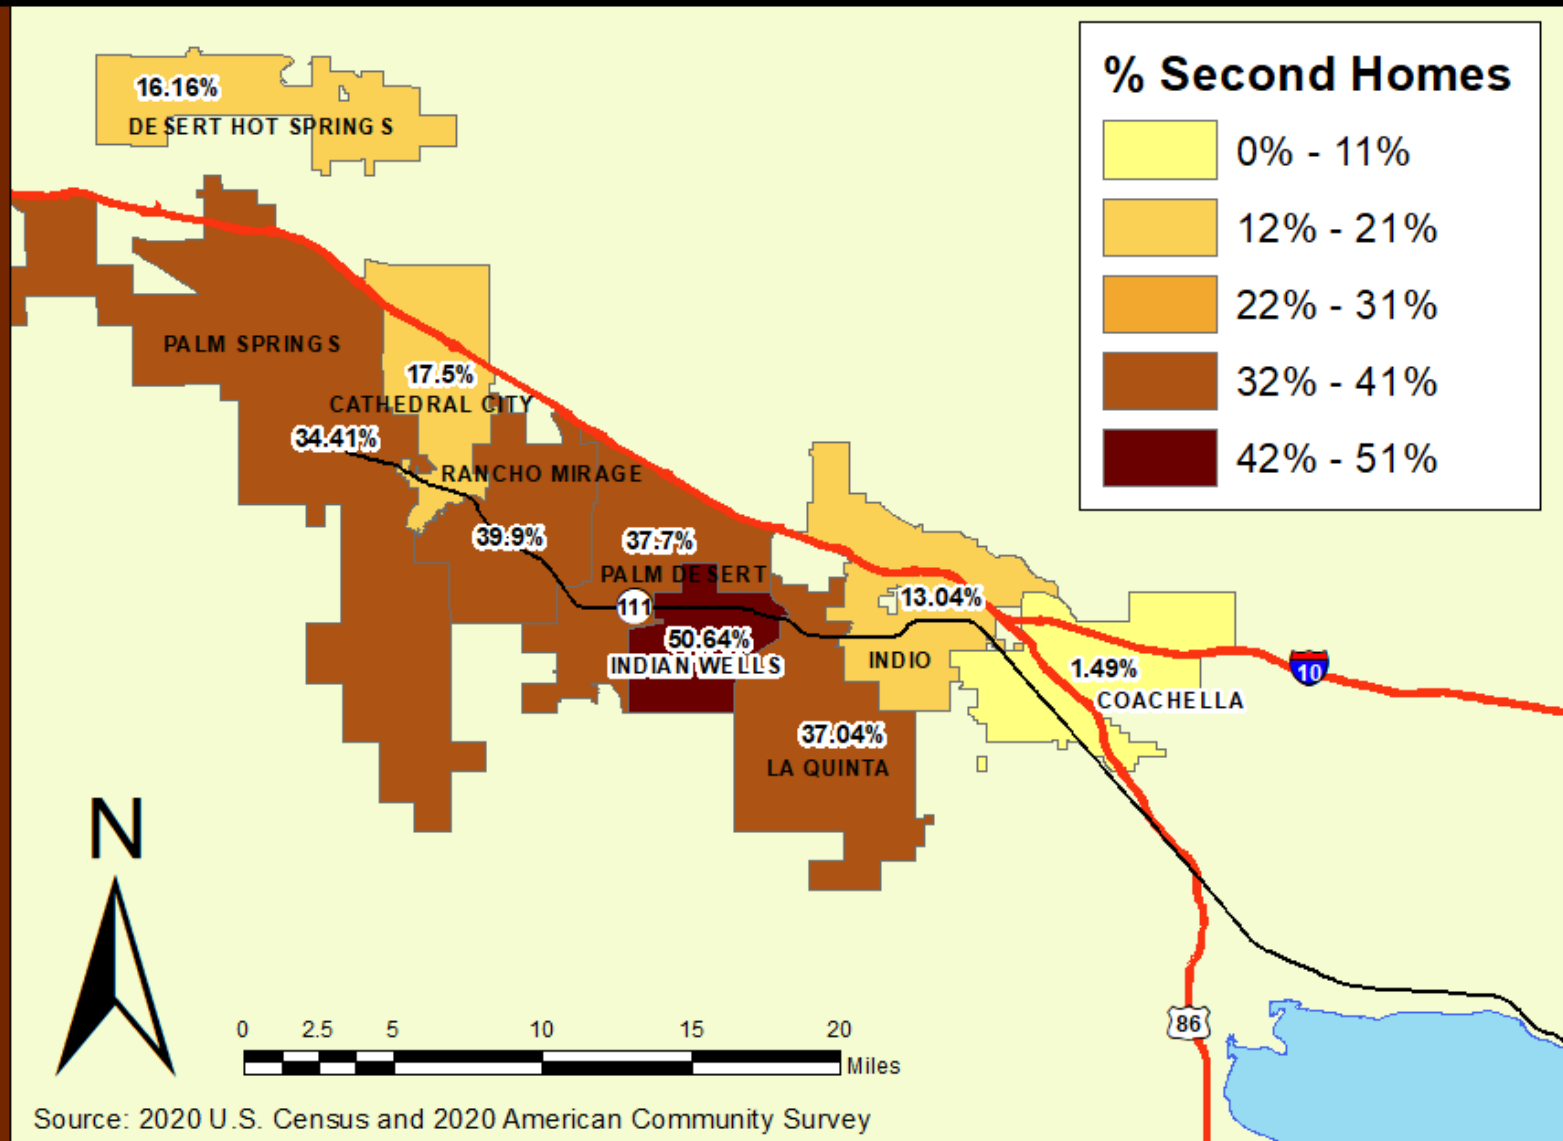 % Second Homes
0% - 11%
12% - 21%
22% - 31%
32% - 41%
42% - 51%
16.16%
DESERT HOT SPRINGS
PALM SPRINGS
34.41%
17.5%
CATHEDRAL CITY
RANCHO MIRAGE
39.9%
37.7%
PALM DESERT
111
50.64%
INDIAN WELLS
13.04%
INDIO
1.49%
COACHELLA
10
37.04%
LA QUINTA
86
N
0 2.5 5 10 15 20
Miles
Source: 2020 U.S. Census and 2020 American Community Survey